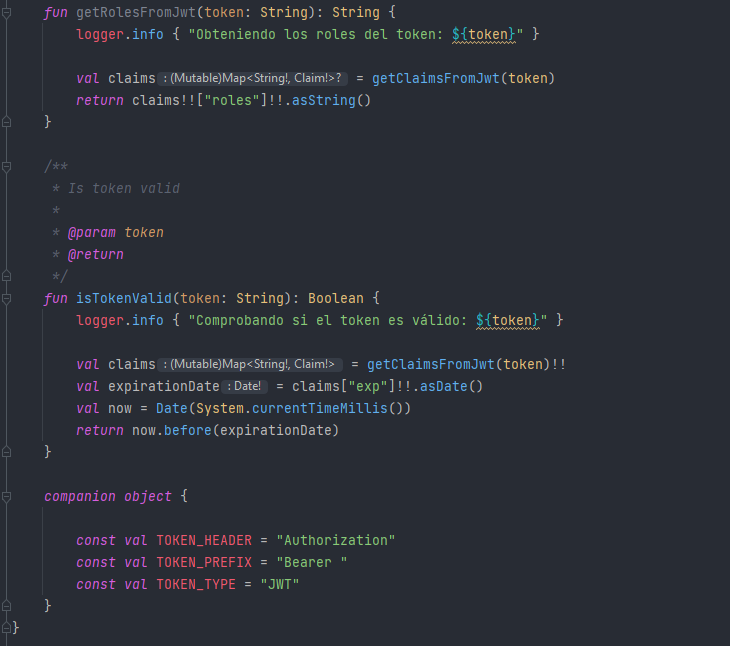 fun getRolesFromJwt(token: String): String {
    logger.info { "Obteniendo los roles del token: ${token}" }

    val claims : (Mutable)Map<String!, Claim!>? = getClaimsFromJwt(token)
    return claims!!["roles"]!!.asString()
}

/**
 * Is token valid
 *
 * @param token
 * @return
 */
fun isTokenValid(token: String): Boolean {
    logger.info { "Comprobando si el token es válido: ${token}" }

    val claims : (Mutable)Map<String!, Claim!> = getClaimsFromJwt(token)!!
    val expirationDate : Date! = claims["exp"]!!.asDate()
    val now = Date(System.currentTimeMillis())
    return now.before(expirationDate)
}

companion object {

    const val TOKEN_HEADER = "Authorization"
    const val TOKEN_PREFIX = "Bearer "
    const val TOKEN_TYPE = "JWT"
}
}